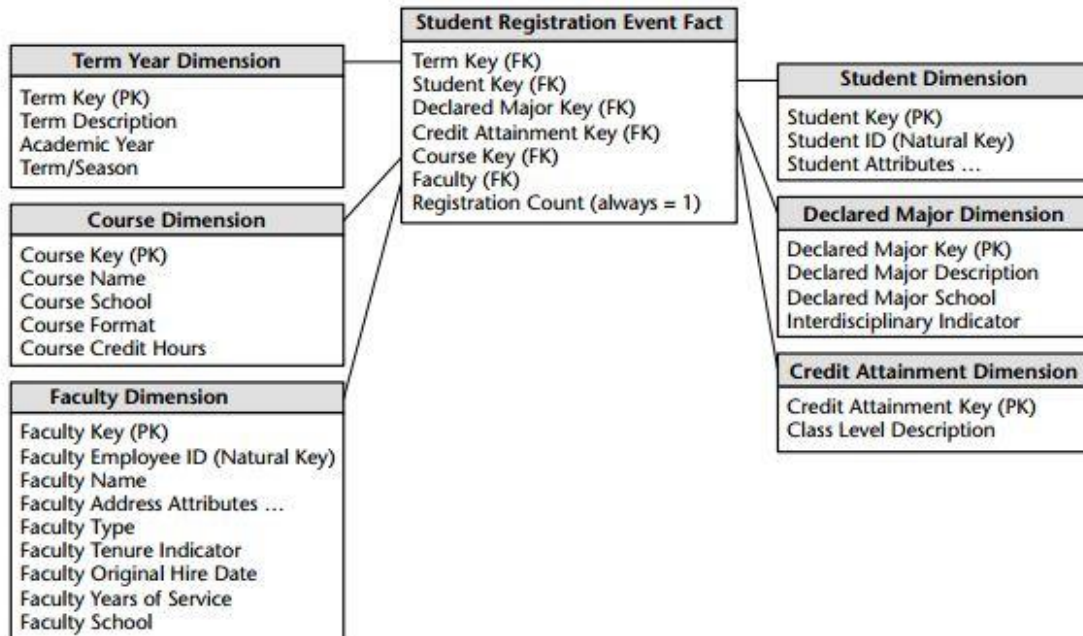 Student Registration Event Fact
Term Key (FK)
Student Key (FK)
Declared Major Key (FK)
Credit Attainment Key (FK)
Course Key (FK)
Faculty (FK)
Registration Count (always = 1)
Term Year Dimension
Term Key (PK)
Term Description
Academic Year
Term/Season
Course Dimension
Course Key (PK)
Course Name
Course School
Course Format
Course Credit Hours
Faculty Dimension
Faculty Key (PK)
Faculty Employee ID (Natural Key)
Faculty Name
Faculty Address Attributes ...
Faculty Type
Faculty Tenure Indicator
Faculty Original Hire Date
Faculty Years of Service
Faculty School
Student Dimension
Student Key (PK)
Student ID (Natural Key)
Student Attributes ...
Declared Major Dimension
Declared Major Key (PK)
Declared Major Description
Declared Major School
Interdisciplinary Indicator
Credit Attainment Dimension
Credit Attainment Key (PK)
Class Level Description